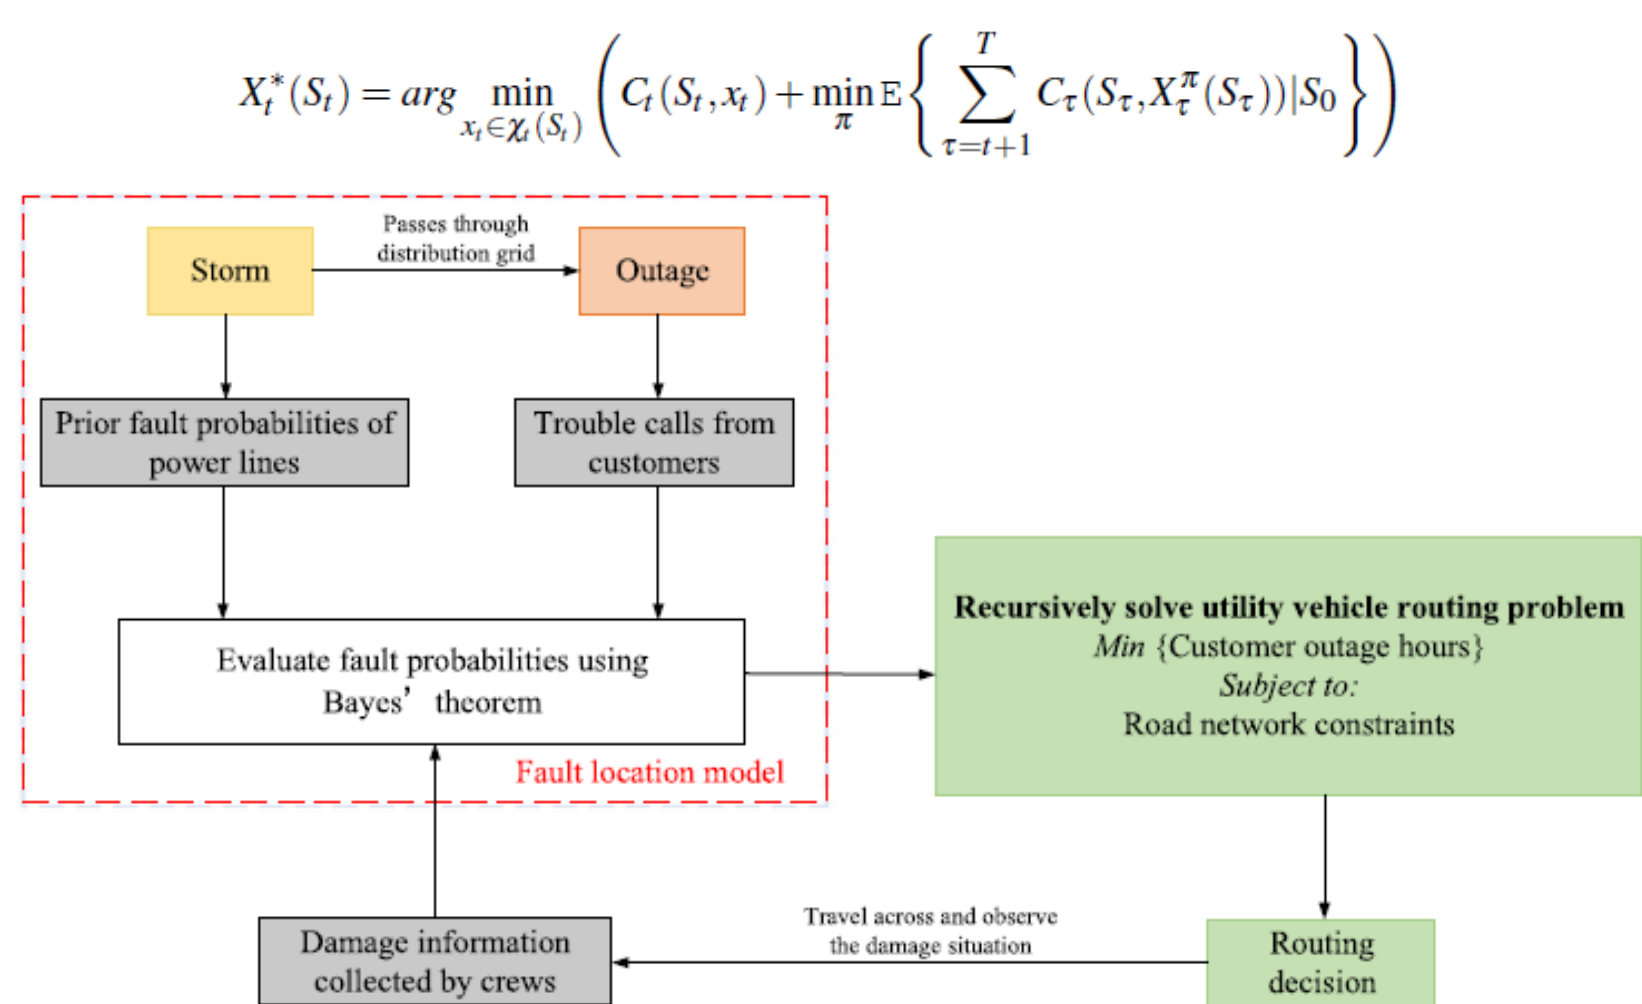 X_t^*(S_t) = arg min_{x_t∈χ_t(S_t)} ( C_t(S_t, x_t) + min_π 𝙴 { ∑_{τ=t+1}^{T} C_τ(S_τ, X_τ^π(S_τ)) | S_0 } )
Passes through
distribution grid
Storm
Outage
Prior fault probabilities of
power lines
Trouble calls from
customers
Evaluate fault probabilities using
Bayes’ theorem
Fault location model
Recursively solve utility vehicle routing problem
Min {Customer outage hours}
Subject to:
Road network constraints
Travel across and observe
the damage situation
Damage information
collected by crews
Routing
decision